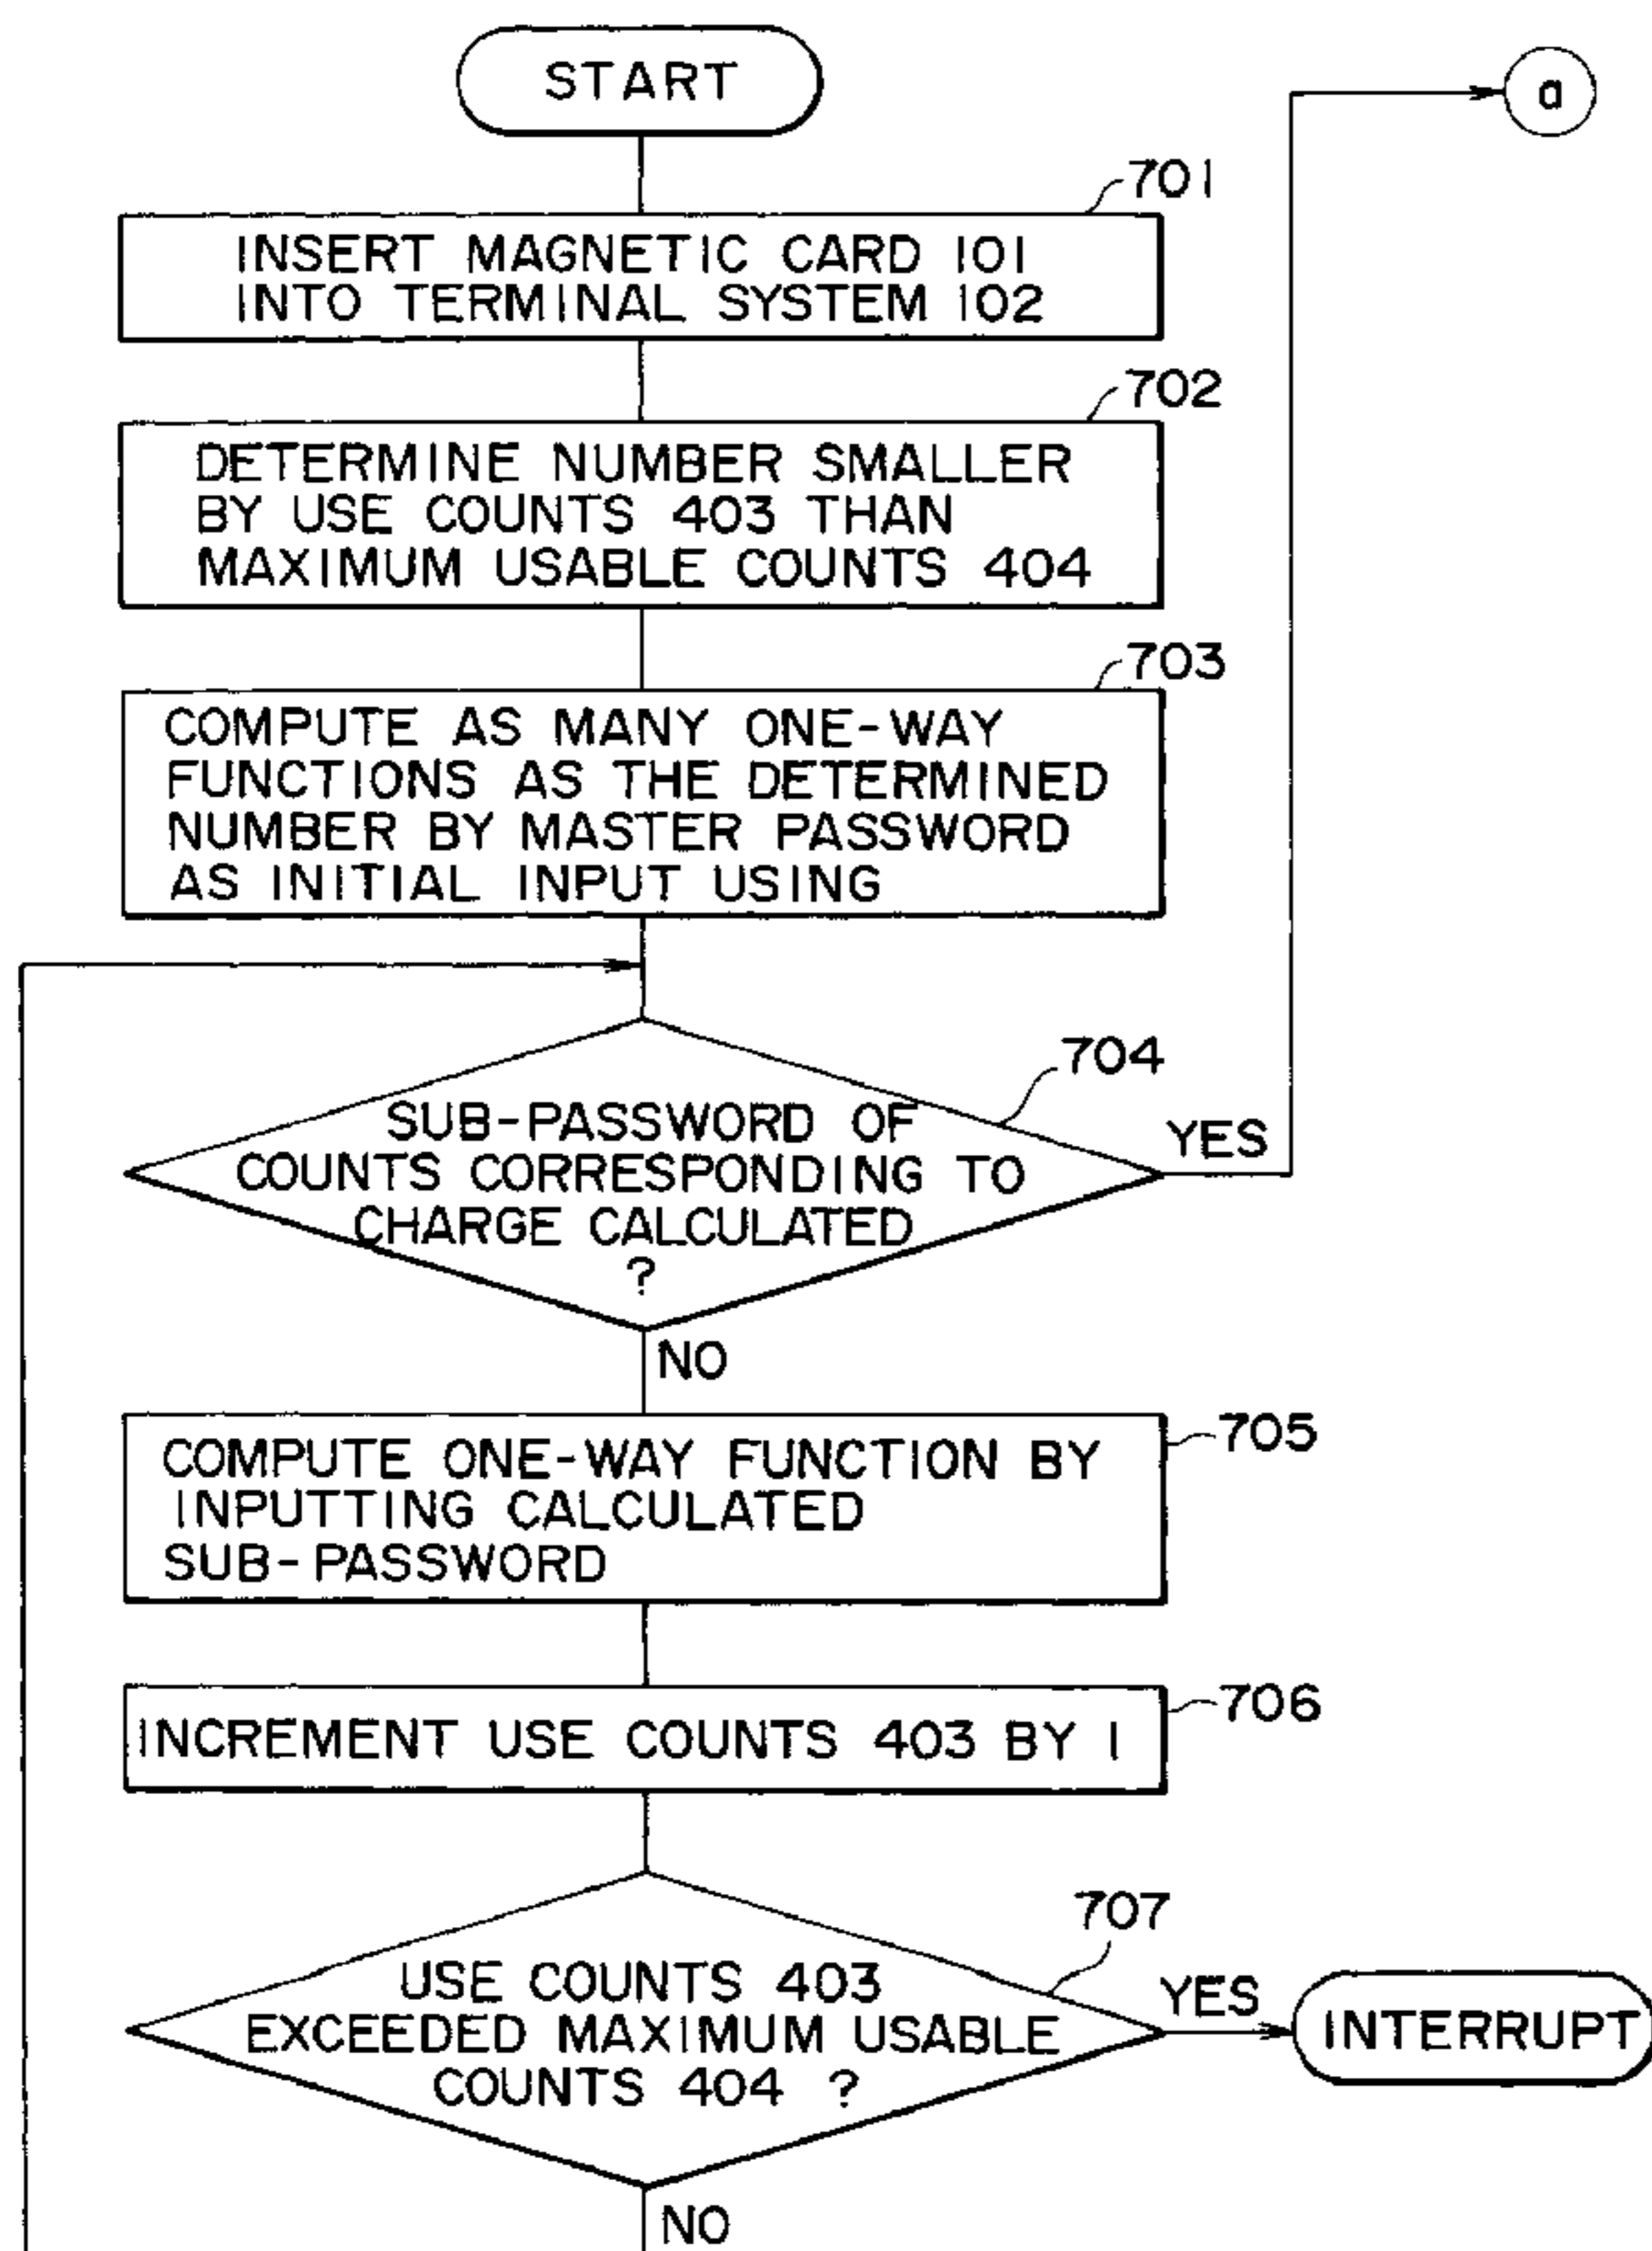 START
a
701
INSERT MAGNETIC CARD 101
INTO TERMINAL SYSTEM 102
702
DETERMINE NUMBER SMALLER
BY USE COUNTS 403 THAN
MAXIMUM USABLE COUNTS 404
703
COMPUTE AS MANY ONE-WAY
FUNCTIONS AS THE DETERMINED
NUMBER BY MASTER PASSWORD
AS INITIAL INPUT USING
704
SUB-PASSWORD OF
COUNTS CORRESPONDING TO
CHARGE CALCULATED
?
YES
NO
705
COMPUTE ONE-WAY FUNCTION BY
INPUTTING CALCULATED
SUB-PASSWORD
706
INCREMENT USE COUNTS 403 BY 1
707
USE COUNTS 403
EXCEEDED MAXIMUM USABLE
COUNTS 404 ?
YES
INTERRUPT
NO